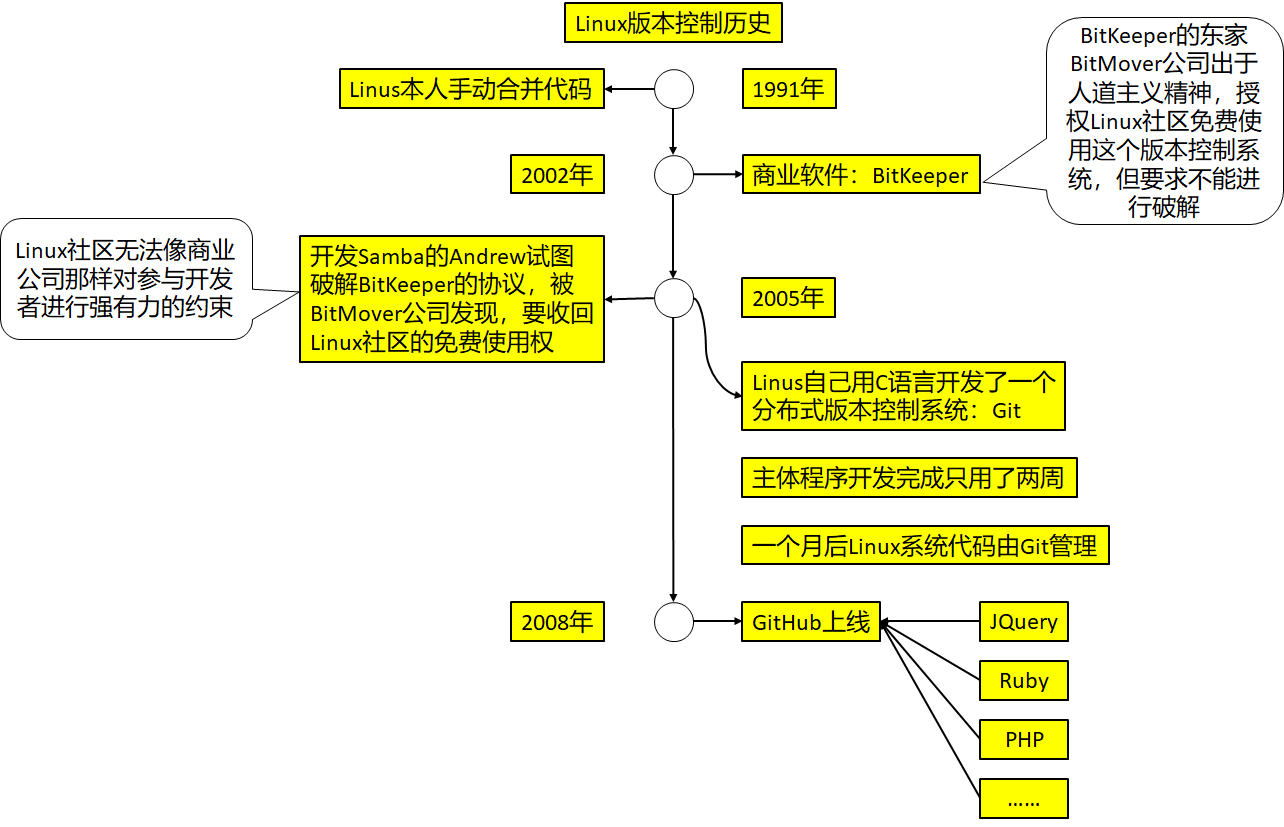 Linux版本控制历史
Linus本人手动合并代码
1991年
BitKeeper的东家
BitMover公司出于
人道主义精神，授
权Linux社区免费使
用这个版本控制系
统，但要求不能进
行破解
2002年
商业软件：BitKeeper
Linux社区无法像商业
公司那样对参与开发
者进行强有力的约束
开发Samba的Andrew试图
破解BitKeeper的协议，被
BitMover公司发现，要收回
Linux社区的免费使用权
2005年
Linus自己用C语言开发了一个
分布式版本控制系统：Git
主体程序开发完成只用了两周
一个月后Linux系统代码由Git管理
2008年
GitHub上线
JQuery
Ruby
PHP
……